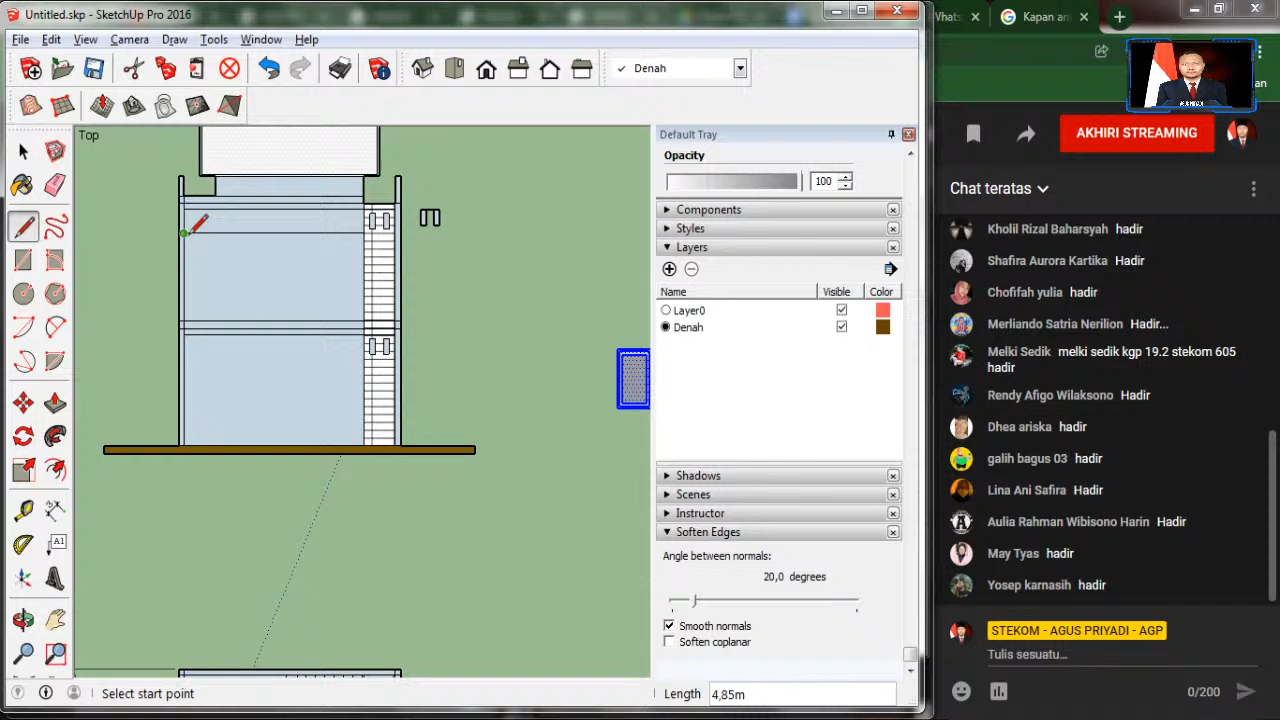 Untitled.skp - SketchUp Pro 2016
File Edit View Camera Draw Tools Window Help
Denah
Top
A1
Select start point
Length 4,85m
Default Tray
Opacity
100
Components
Styles
Layers
Name Visible Color
Layer0
Denah
Shadows
Scenes
Instructor
Soften Edges
Angle between normals:
20,0 degrees
Smooth normals
Soften coplanar
Whats
Kapan an
AKHIRI STREAMING
Chat teratas
Kholil Rizal Baharsyah hadir
Shafira Aurora Kartika Hadir
Chofifah yulia hadir
Merliando Satria Nerilion Hadir...
Melki Sedik melki sedik kgp 19.2 stekom 605
hadir
Rendy Afigo Wilaksono Hadir
Dhea ariska hadir
galih bagus 03 hadir
Lina Ani Safira Hadir
Aulia Rahman Wibisono Harin Hadir
May Tyas hadir
Yosep karnasih hadir
STEKOM - AGUS PRIYADI - AGP
Tulis sesuatu...
0/200